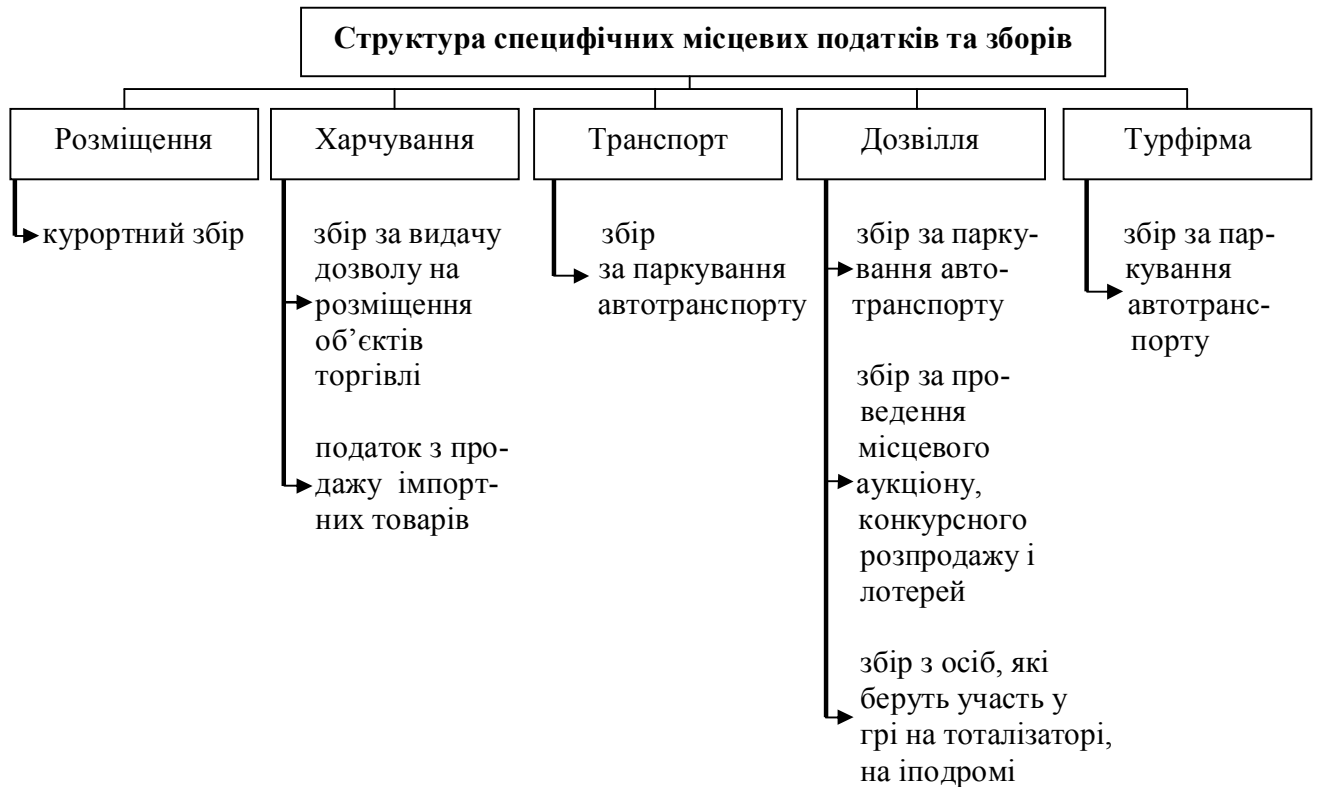 Структура специфічних місцевих податків та зборів
Розміщення
Харчування
Транспорт
Дозвілля
Турфірма
курортний збір
збір за видачу
дозволу на
розміщення
об’єктів
торгівлі
податок з про-
дажу імпорт-
них товарів
збір
за паркування
автотранспорту
збір за парку-
вання авто-
транспорту
збір за про-
ведення
місцевого
аукціону,
конкурсного
розпродажу і
лотерей
збір з осіб, які
беруть участь у
грі на тоталізаторі,
на іподромі
збір за пар-
кування
автотранс-
порту